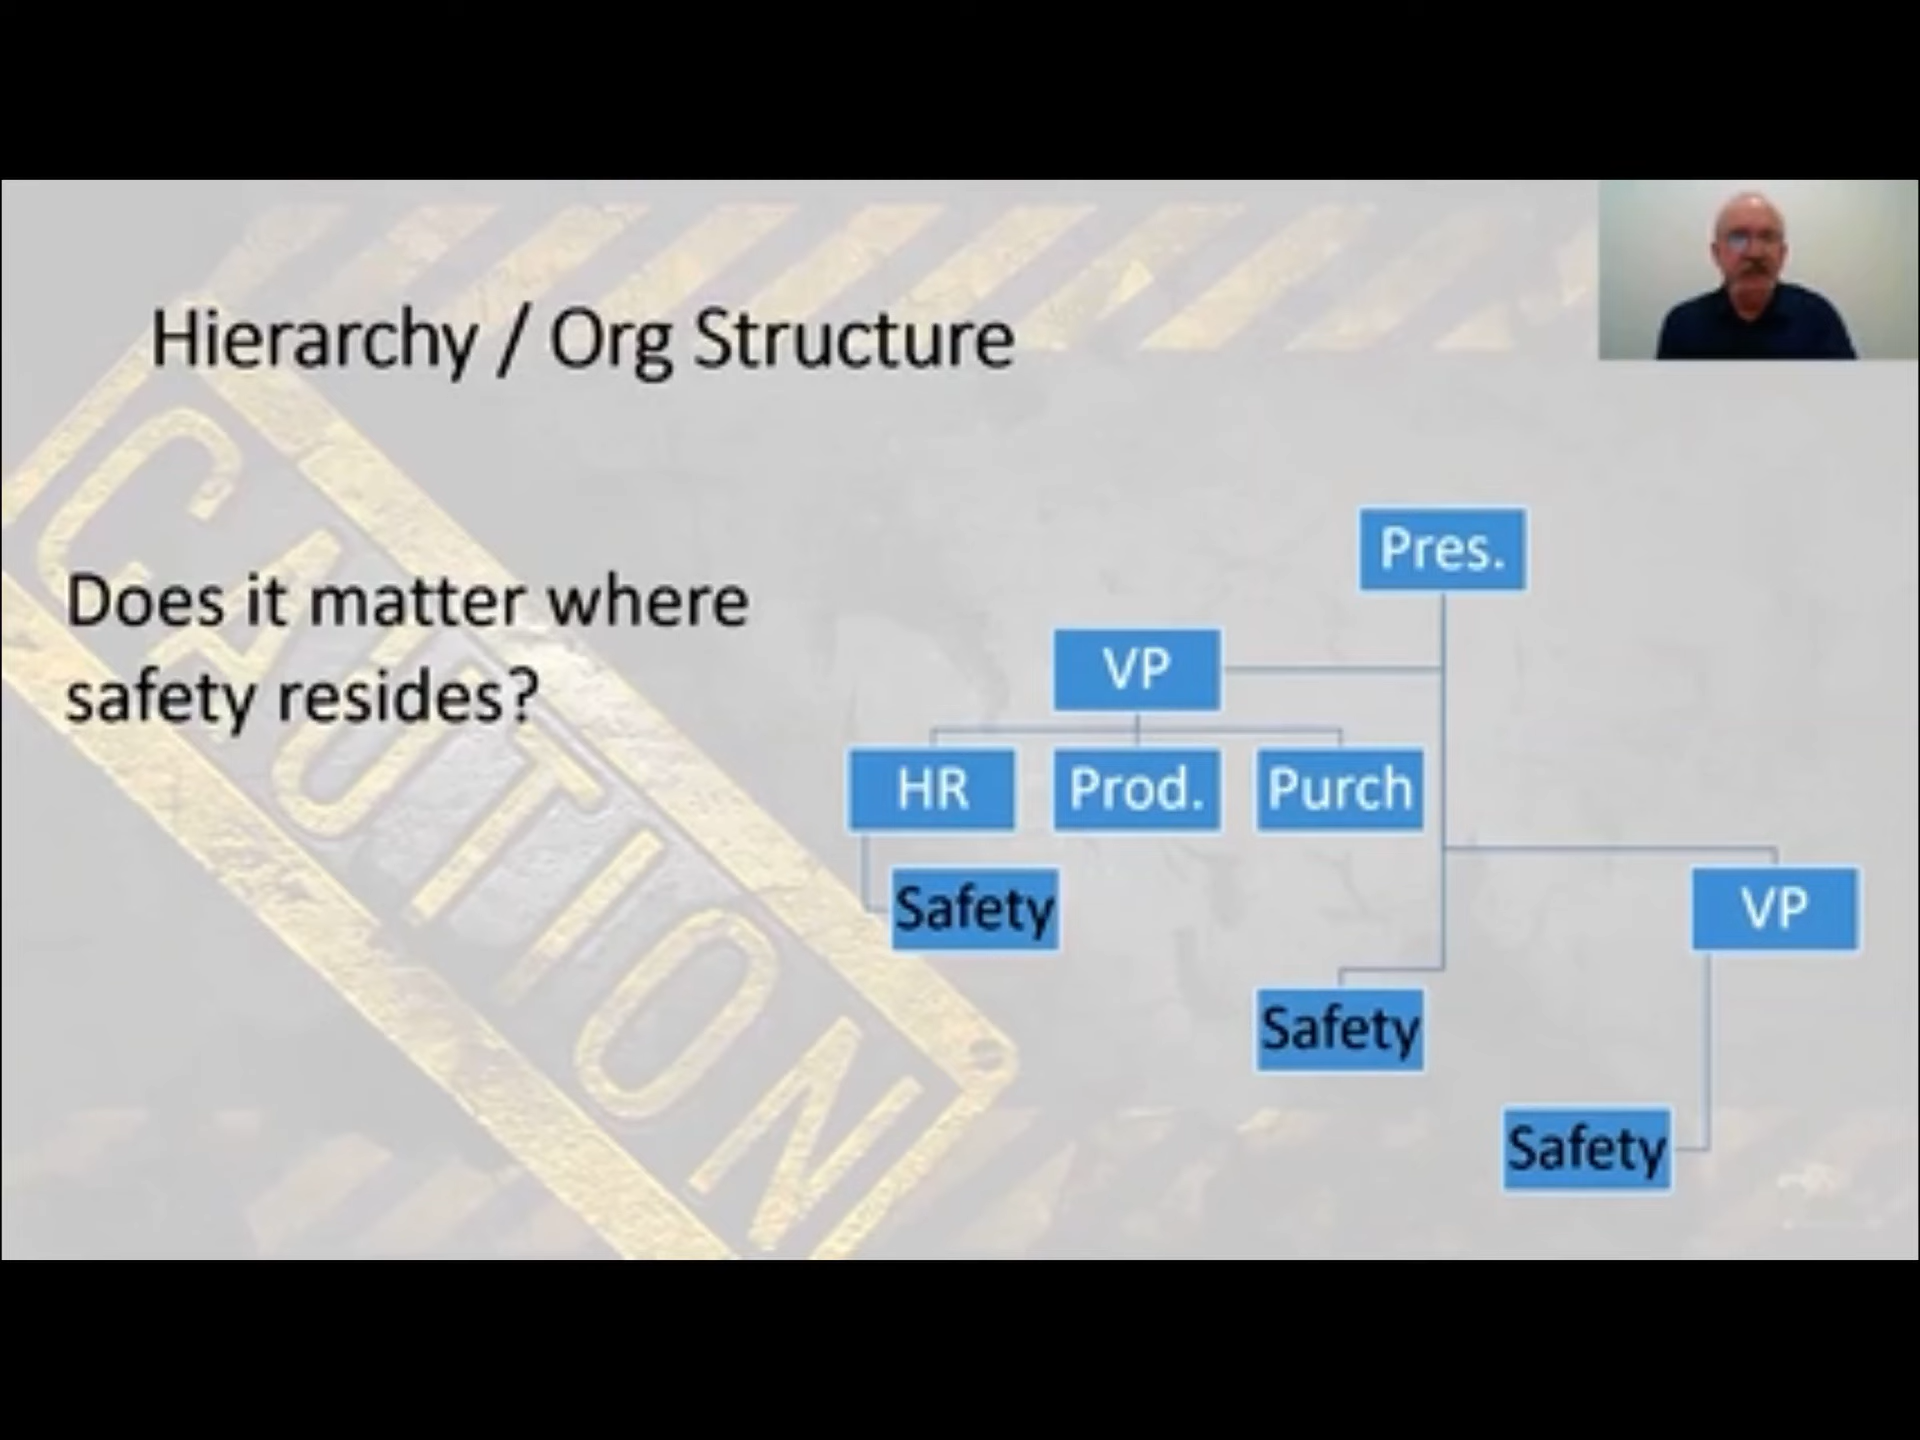 Hierarchy / Org Structure
Does it matter where
safety resides?
Pres.
VP
HR
Prod.
Purch
Safety
VP
Safety
Safety
CAUTION